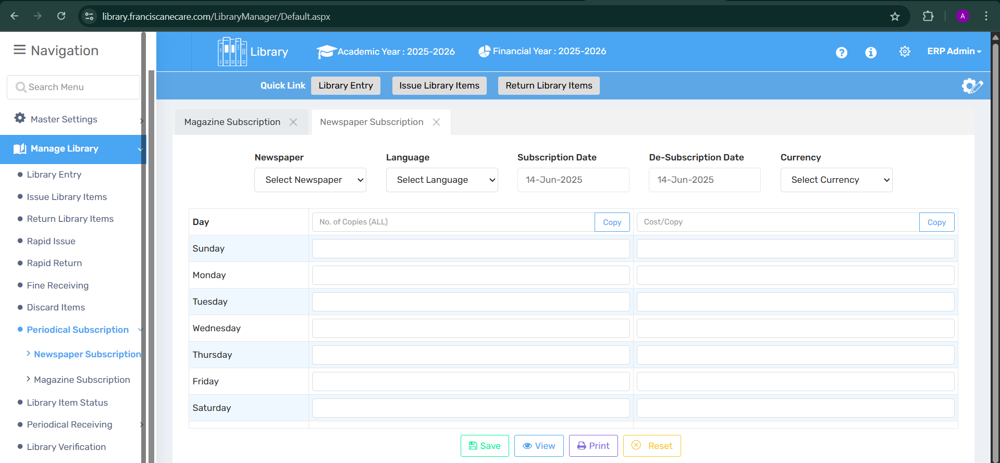 library.franciscanecare.com/LibraryManager/Default.aspx
A
Navigation
Search Menu
Master Settings
Manage Library
Library Entry
Issue Library Items
Return Library Items
Rapid Issue
Rapid Return
Fine Receiving
Discard Items
Periodical Subscription
Newspaper Subscription
Magazine Subscription
Library Item Status
Periodical Receiving
Library Verification
Library Academic Year : 2025-2026 Financial Year : 2025-2026 ERP Admin
Quick Link Library Entry Issue Library Items Return Library Items
Magazine Subscription Newspaper Subscription
Newspaper Language Subscription Date De-Subscription Date Currency
Select Newspaper Select Language 14-Jun-2025 14-Jun-2025 Select Currency
Day No. of Copies (ALL) Copy Cost/Copy Copy
Sunday
Monday
Tuesday
Wednesday
Thursday
Friday
Saturday
Save View Print Reset